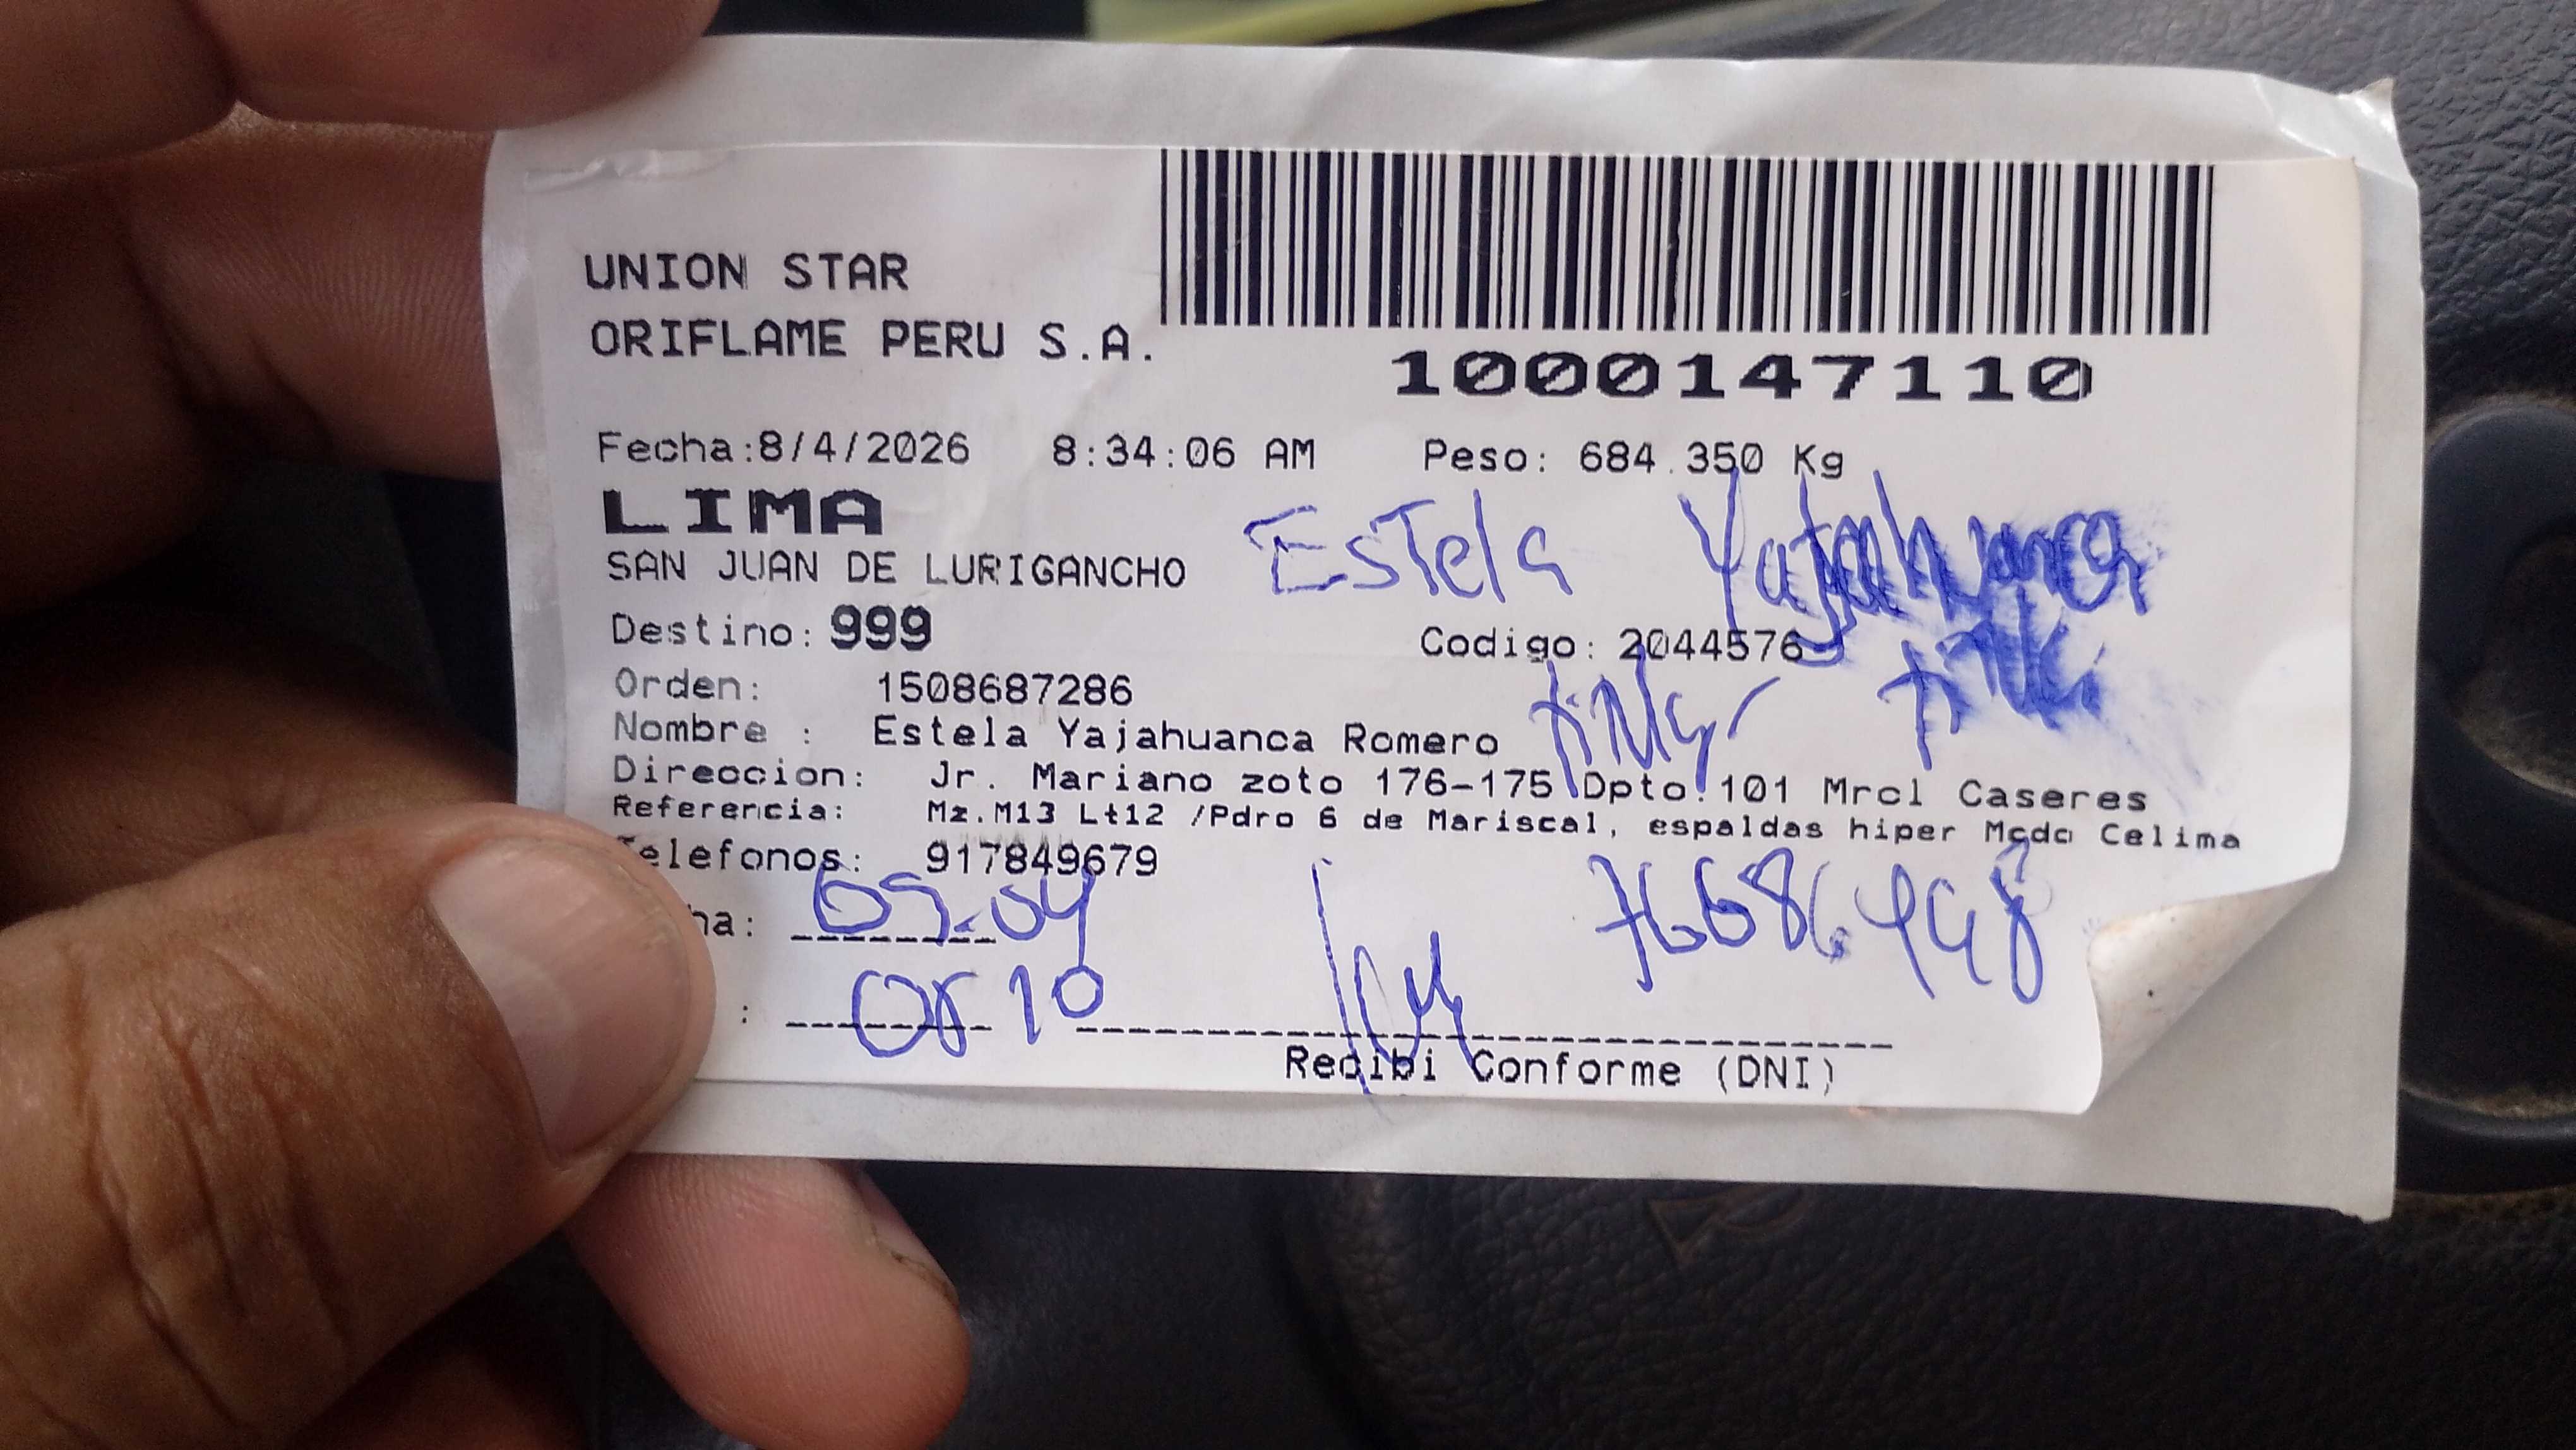 UNION STAR
ORIFLAME PERU S.A.
1000147110
Fecha:8/4/2026 8:34:06 AM Peso: 684.350 Kg
LIMA
SAN JUAN DE LURIGANCHO
Estela Yajahuanca
Destino: 999 Codigo: 2044576
Orden: 1508687286
Nombre : Estela Yajahuanca Romero
Direccion: Jr. Mariano zoto 176-175 Dpto.101 Mrcl Caseres
Referencia: Mz.M13 Lt12 /Pdro 6 de Mariscal, espaldas hiper Mcdo Celima
Telefonos: 917849679
ha: 09.04
: 10
Recibi Conforme (DNI)